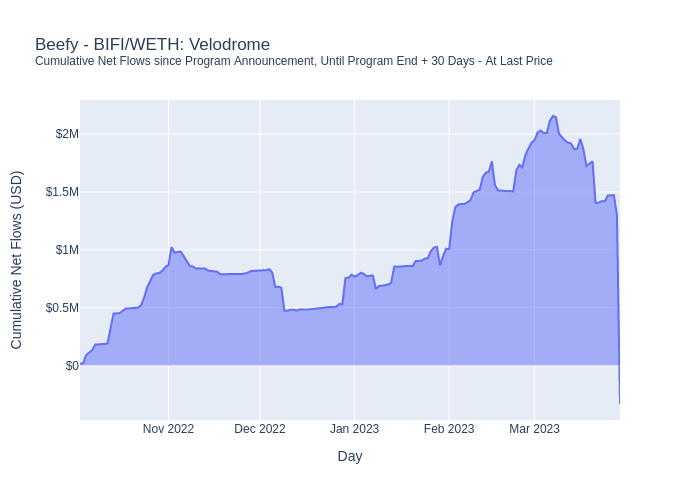 Beefy - BIFI/WETH: Velodrome
Cumulative Net Flows since Program Announcement, Until Program End + 30 Days - At Last Price
$2M
$1.5M
$1M
$0.5M
$0
Cumulative Net Flows (USD)
Nov 2022
Dec 2022
Jan 2023
Feb 2023
Mar 2023
Day